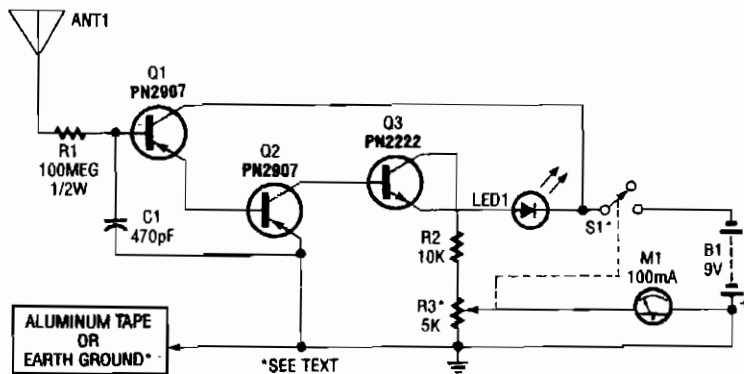 ANT1
Q1
PN2907
Q3
PN2222
Q2
PN2907
R1
100MEG
1/2W
C1
470pF
LED1
S1*
R2
10K
M1
100mA
B1
9V
R3*
5K
ALUMINUM TAPE
OR
EARTH GROUND*
*SEE TEXT